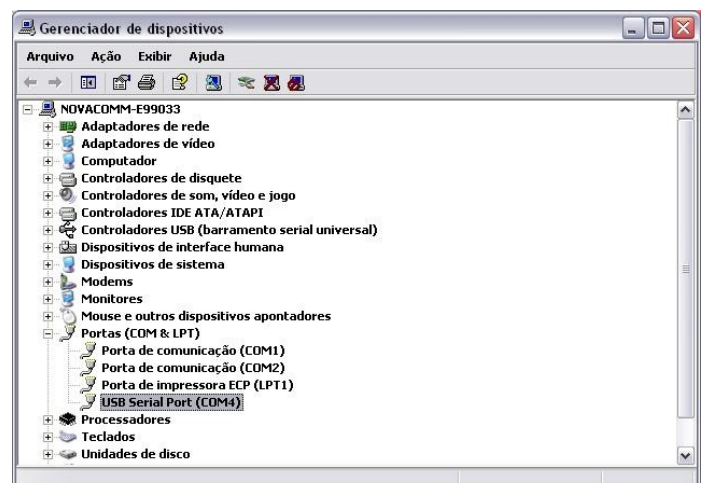 Gerenciador de dispositivos
Arquivo Ação Exibir Ajuda
NOVACOMM-E99033
Adaptadores de rede
Adaptadores de vídeo
Computador
Controladores de disquete
Controladores de som, vídeo e jogo
Controladores IDE ATA/ATAPI
Controladores USB (barramento serial universal)
Dispositivos de interface humana
Dispositivos de sistema
Modems
Monitores
Mouse e outros dispositivos apontadores
Portas (COM & LPT)
Porta de comunicação (COM1)
Porta de comunicação (COM2)
Porta de impressora ECP (LPT1)
USB Serial Port (COM4)
Processadores
Teclados
Unidades de disco